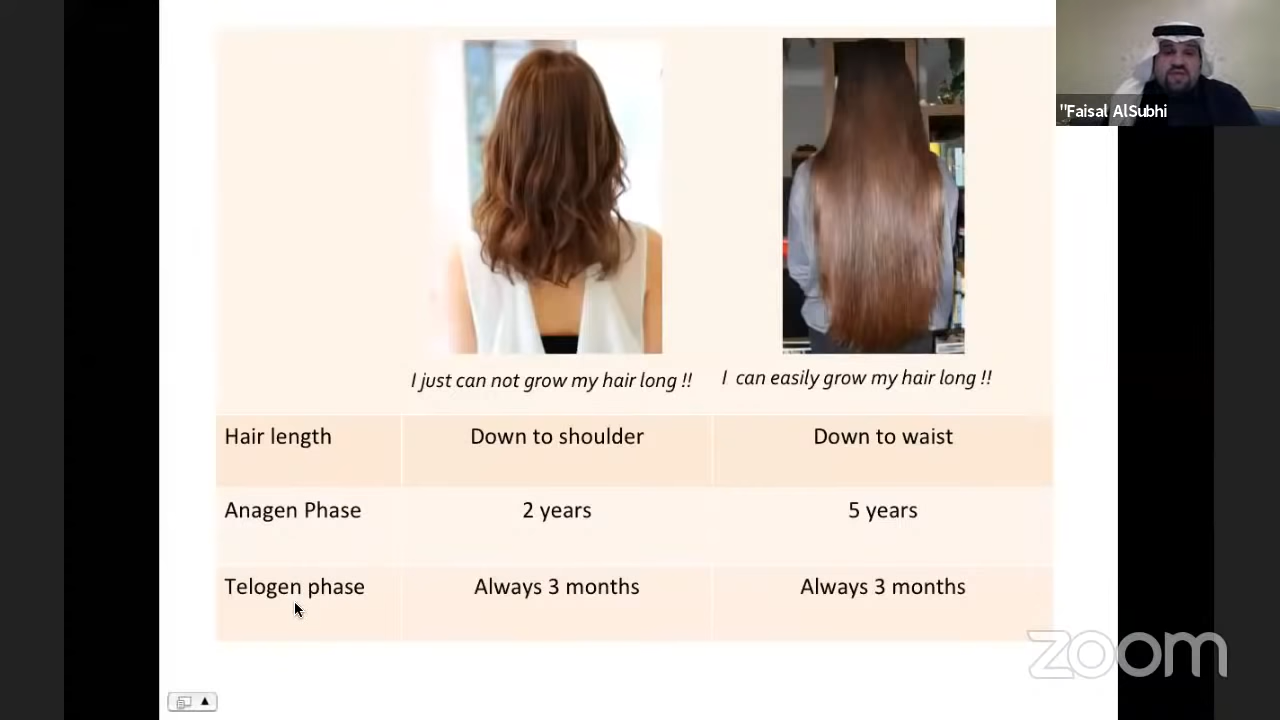 "Faisal AlSubhi
I just can not grow my hair long !!
I can easily grow my hair long !!
Hair length
Down to shoulder
Down to waist
Anagen Phase
2 years
5 years
Telogen phase
Always 3 months
Always 3 months
zoom